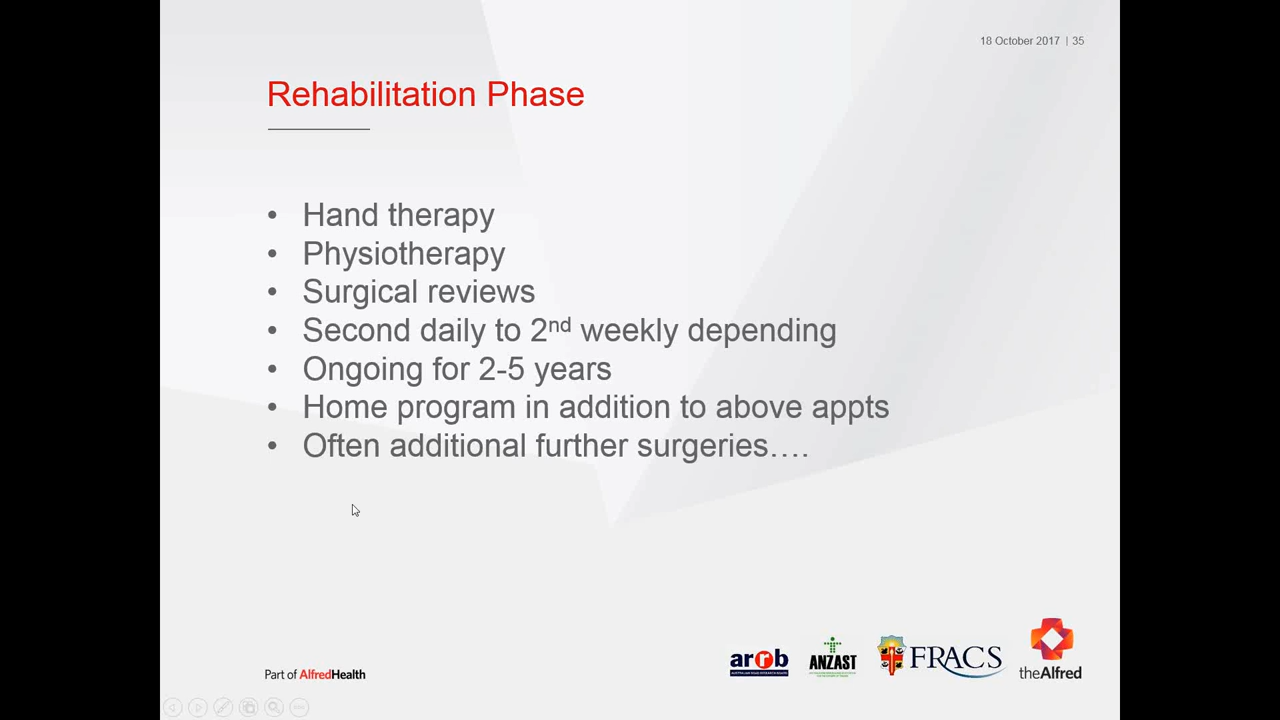 18 October 2017 | 35
Rehabilitation Phase
• Hand therapy
• Physiotherapy
• Surgical reviews
• Second daily to 2nd weekly depending
• Ongoing for 2-5 years
• Home program in addition to above appts
• Often additional further surgeries….
Part of AlfredHealth
arrb
ANZAST
FRACS
theAlfred